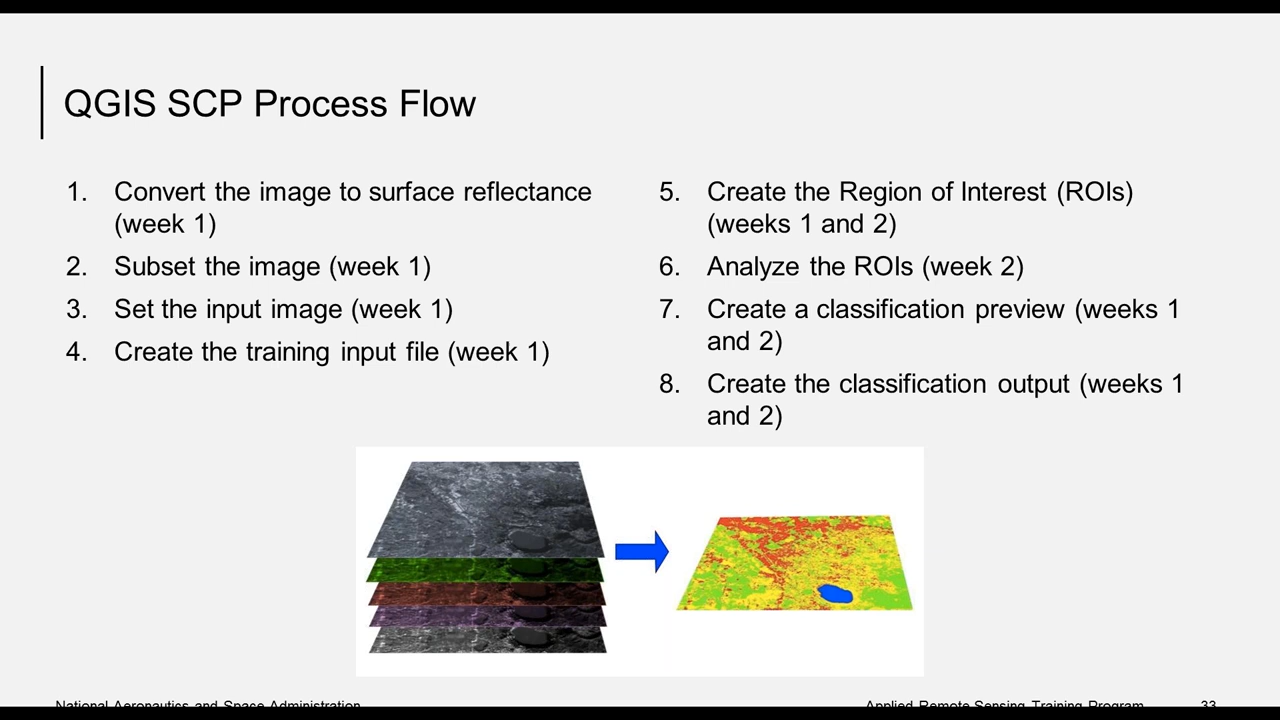 QGIS SCP Process Flow
1. Convert the image to surface reflectance
(week 1)
2. Subset the image (week 1)
3. Set the input image (week 1)
4. Create the training input file (week 1)
5. Create the Region of Interest (ROIs)
(weeks 1 and 2)
6. Analyze the ROIs (week 2)
7. Create a classification preview (weeks 1
and 2)
8. Create the classification output (weeks 1
and 2)
National Aeronautics and Space Administration
Applied Remote Sensing Training Program
33